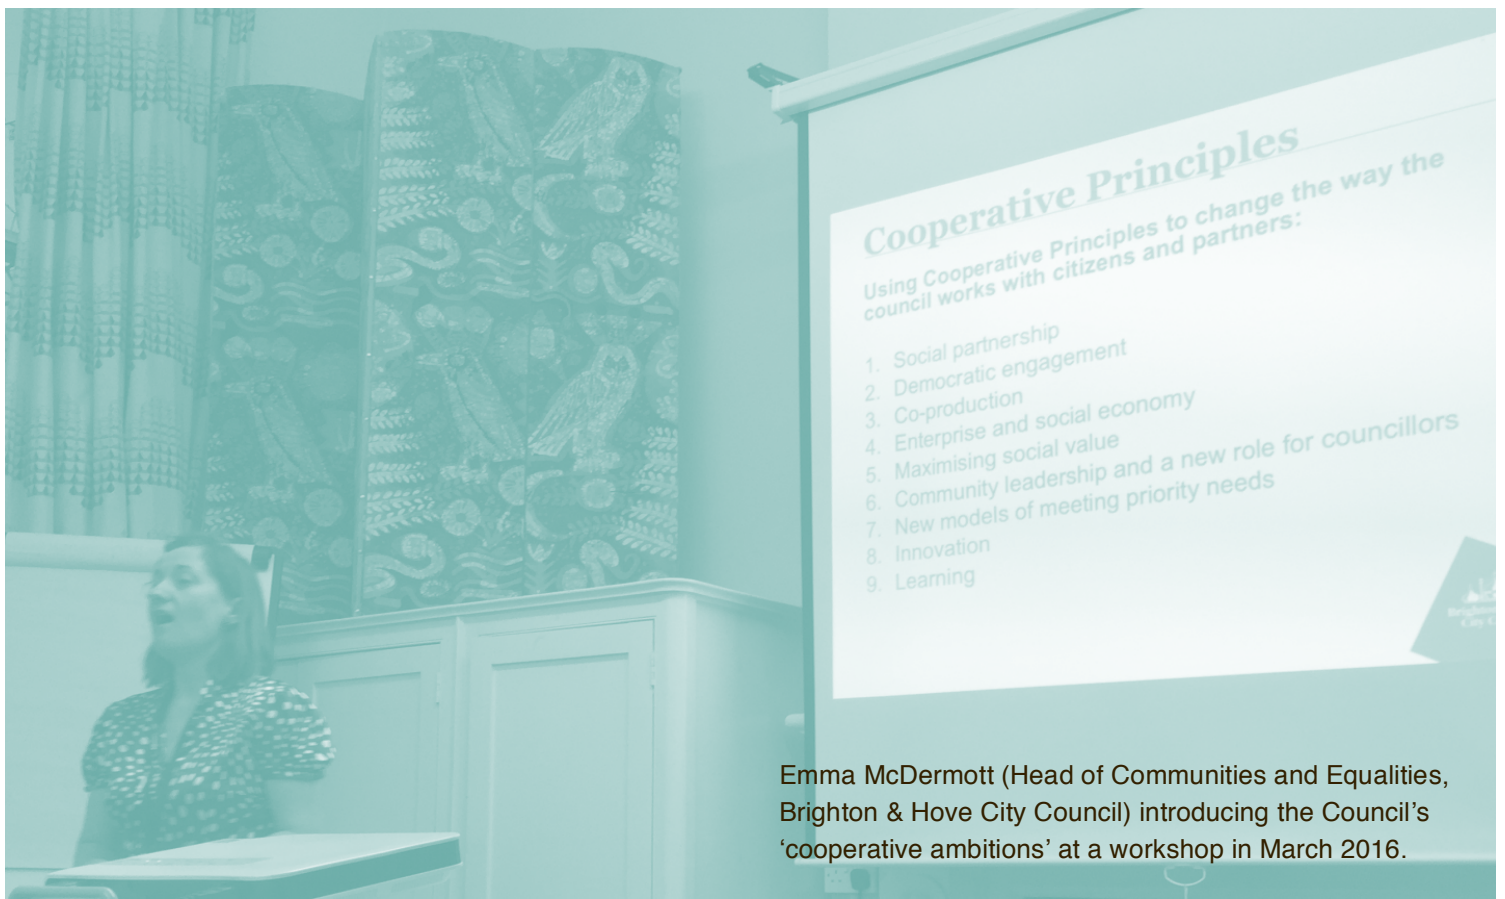 Cooperative Principles
Using Cooperative Principles to change the way the
council works with citizens and partners:
1. Social partnership
2. Democratic engagement
3. Co-production
4. Enterprise and social economy
5. Maximising social value
6. Community leadership and a new role for councillors
7. New models of meeting priority needs
8. Innovation
9. Learning
Emma McDermott (Head of Communities and Equalities,
Brighton & Hove City Council) introducing the Council’s
‘cooperative ambitions’ at a workshop in March 2016.